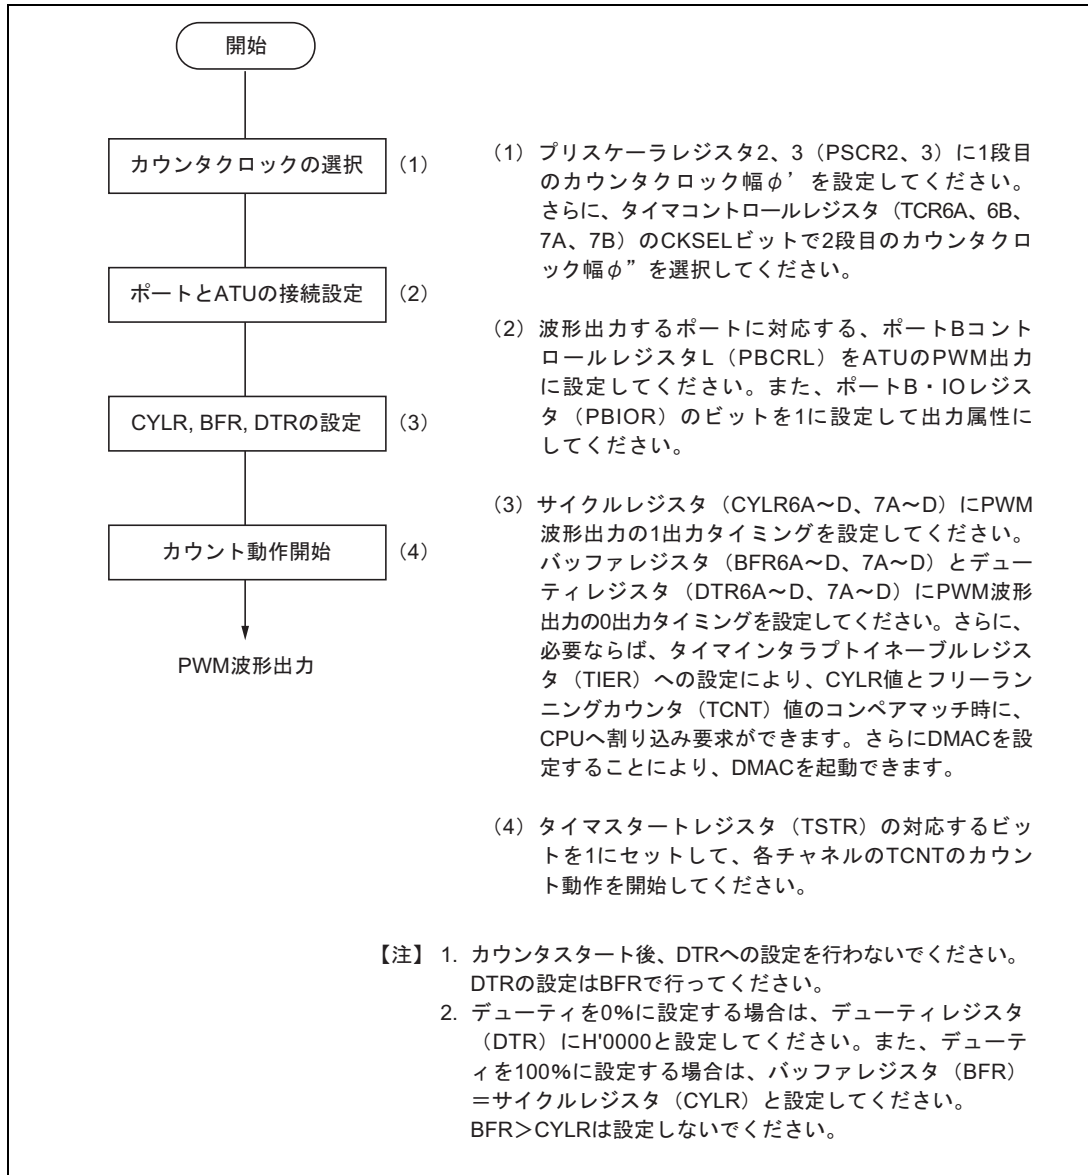 開始
カウンタクロックの選択 (1)
ポートとATUの接続設定 (2)
CYLR, BFR, DTRの設定 (3)
カウント動作開始 (4)
PWM波形出力
(1) プリスケーラレジスタ2、3（PSCR2、3）に1段目
のカウンタクロック幅φ’を設定してください。
さらに、タイマコントロールレジスタ（TCR6A、6B、
7A、7B）のCKSELビットで2段目のカウンタクロ
ック幅φ”を選択してください。
(2) 波形出力するポートに対応する、ポートBコント
ロールレジスタL（PBCRL）をATUのPWM出力
に設定してください。また、ポートB・IOレジス
タ（PBIOR）のビットを1に設定して出力属性に
してください。
(3) サイクルレジスタ（CYLR6A～D、7A～D）にPWM
波形出力の1出力タイミングを設定してください。
バッファレジスタ（BFR6A～D、7A～D）とデュー
ティレジスタ（DTR6A～D、7A～D）にPWM波形
出力の0出力タイミングを設定してください。さらに、
必要ならば、タイマインタラプトイネーブルレジス
タ（TIER）への設定により、CYLR値とフリーラン
ニングカウンタ（TCNT）値のコンペアマッチ時に、
CPUへ割り込み要求ができます。さらにDMACを設
定することにより、DMACを起動できます。
(4) タイマスタートレジスタ（TSTR）の対応するビッ
トを1にセットして、各チャネルのTCNTのカウン
ト動作を開始してください。
【注】 1. カウンタスタート後、DTRへの設定を行わないでください。
DTRの設定はBFRで行ってください。
2. デューティを0%に設定する場合は、デューティレジスタ
（DTR）にH'0000と設定してください。また、デューテ
ィを100%に設定する場合は、バッファレジスタ（BFR）
＝サイクルレジスタ（CYLR）と設定してください。
BFR＞CYLRは設定しないでください。